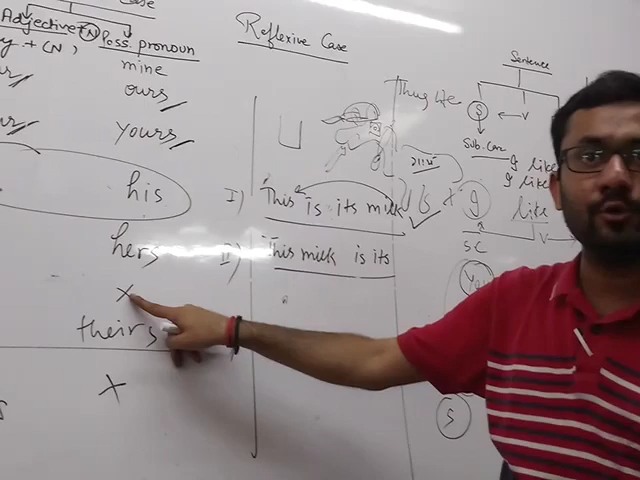 Case
Adjective + N
Poss. pronoun
y + (N)
mine
ours
yours
his
hers
x
theirs
x
Reflexive Case
Thug Life
I) This is its milk
II) This milk is its
Sentence
S
V
Sub. Case
I like
I like
I
like
SC
V
You
S